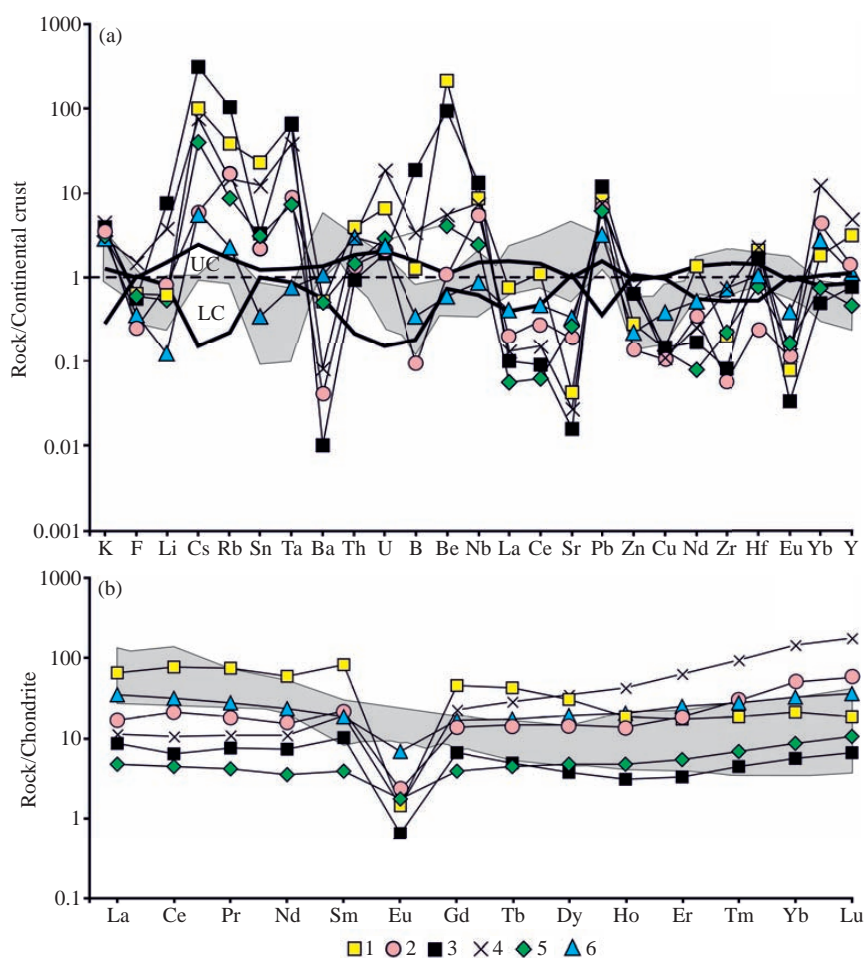 1000
(a)
100
10
1
0.1
0.01
0.001
Rock/Continental crust
UC
LC
K F Li Cs Rb Sn Ta Ba Th U B Be Nb La Ce Sr Pb Zn Cu Nd Zr Hf Eu Yb Y
1000
(b)
100
10
1
0.1
Rock/Chondrite
La Ce Pr Nd Sm Eu Gd Tb Dy Ho Er Tm Yb Lu
1 2 3 4 5 6